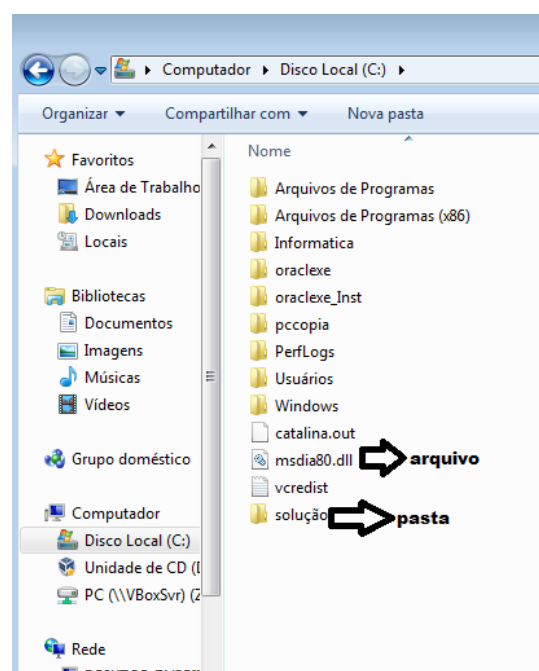 Computador Disco Local (C:)
Organizar Compartilhar com Nova pasta
Favoritos
Área de Trabalho
Downloads
Locais
Bibliotecas
Documentos
Imagens
Músicas
Vídeos
Grupo doméstico
Computador
Disco Local (C:)
Unidade de CD (
PC (\\VBoxSvr) (Z
Rede
Nome
Arquivos de Programas
Arquivos de Programas (x86)
Informatica
oraclexe
oraclexe_Inst
pccopia
PerfLogs
Usuários
Windows
catalina.out
msdia80.dll arquivo
vcredist
solução pasta